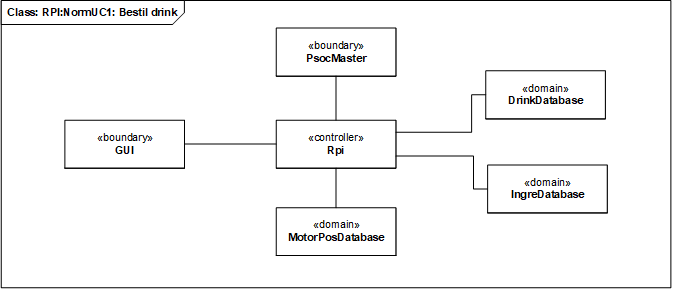 Class: RPI:NormUC1: Bestil drink
«boundary»
PsocMaster
«domain»
DrinkDatabase
«boundary»
GUI
«controller»
Rpi
«domain»
IngreDatabase
«domain»
MotorPosDatabase